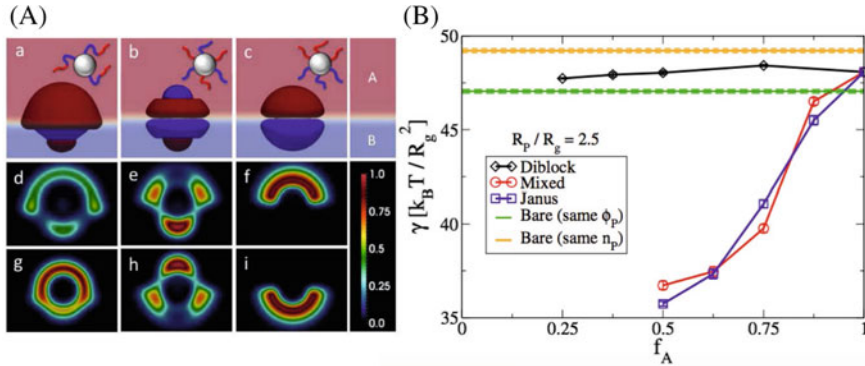 (A)
a
b
c
A
B
d
e
f
g
h
i
1.0
0.75
0.5
0.25
0.0
(B)
50
45
40
35
γ [k_BT / R_g^2]
R_P / R_g = 2.5
Diblock
Mixed
Janus
Bare (same ϕ_p)
Bare (same n_p)
0
0.25
0.5
0.75
1
f_A